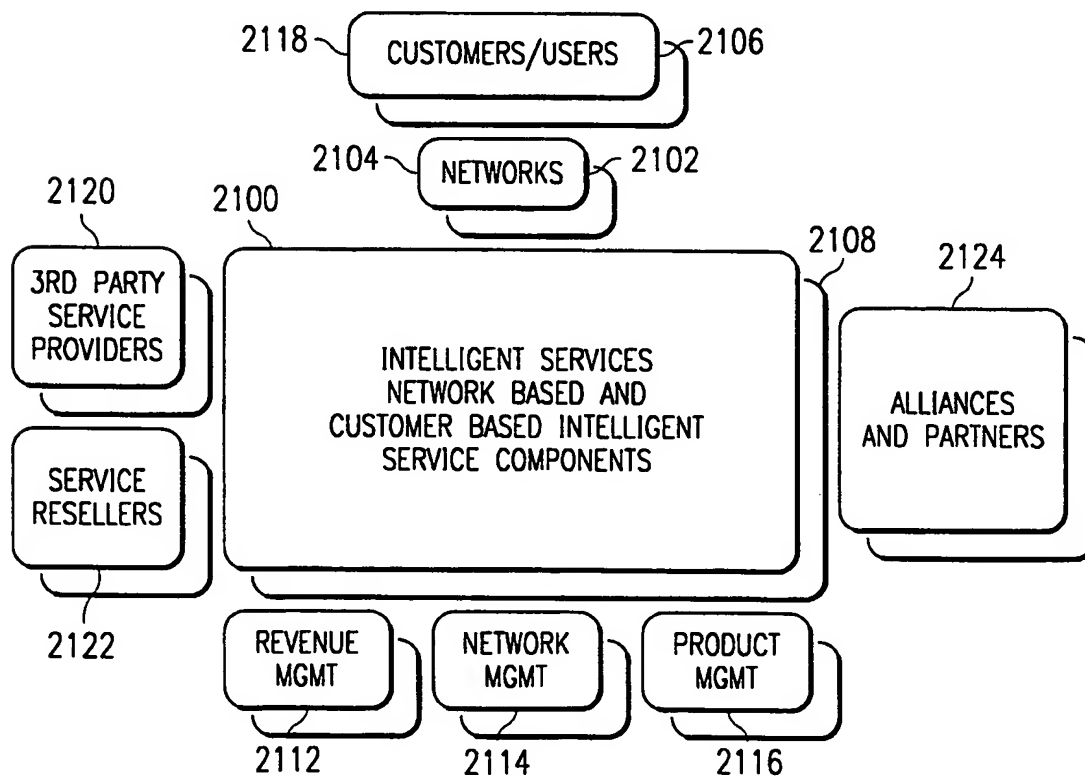 2118
CUSTOMERS/USERS
2106
2104
NETWORKS
2102
2120
2100
2108
2124
3RD PARTY
SERVICE
PROVIDERS
INTELLIGENT SERVICES
NETWORK BASED AND
CUSTOMER BASED INTELLIGENT
SERVICE COMPONENTS
ALLIANCES
AND PARTNERS
SERVICE
RESELLERS
2122
REVENUE
MGMT
NETWORK
MGMT
PRODUCT
MGMT
2112
2114
2116